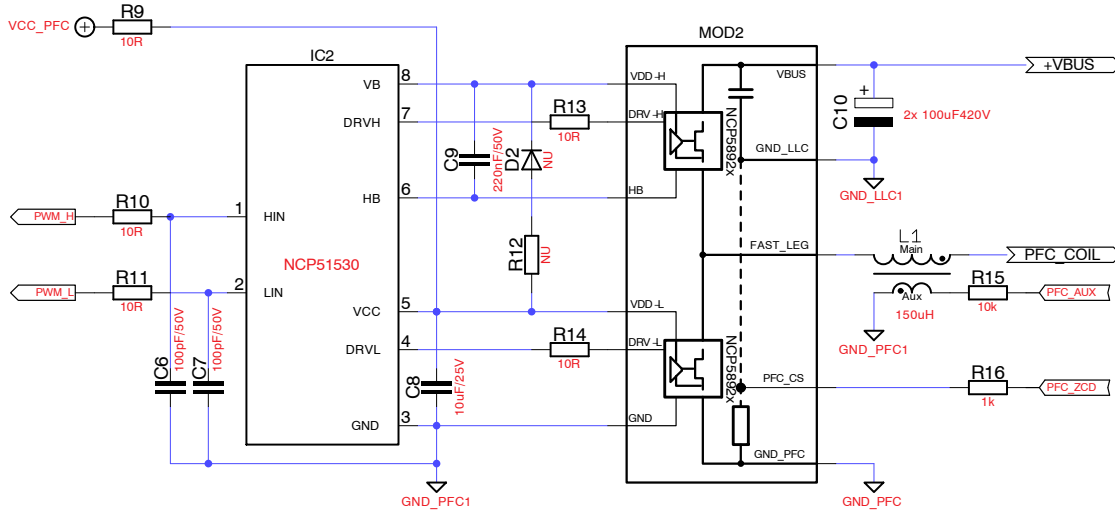 VCC_PFC
R9
10R
IC2
MOD2
VB
8
DRVH
7
HB
6
HIN
1
LIN
2
VCC
5
DRVL
4
GND
3
NCP51530
PWM_H
R10
10R
PWM_L
R11
10R
C6
100pF/50V
C7
100pF/50V
C8
10uF/25V
GND_PFC1
C9
220nF/50V
D2
NU
R12
NU
R13
10R
R14
10R
VDD-H
DRV-H
HB
VDD-L
DRV-L
GND
NCP5892x
NCP5892x
VBUS
GND_LLC
FAST_LEG
PFC_CS
GND_PFC
+VBUS
C10
+
2x 100uF420V
GND_LLC1
L1
Main
PFC_COIL
Aux
150uH
R15
10k
PFC_AUX
GND_PFC1
R16
1k
PFC_ZCD
GND_PFC